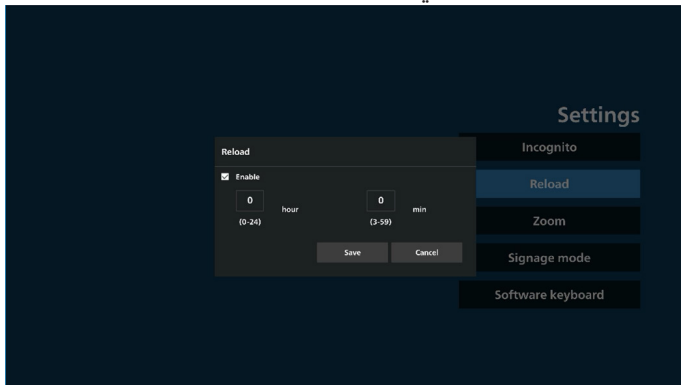 Settings
Incognito
Reload
Zoom
Signage mode
Software keyboard
Reload
Enable
0 hour 0 min
(0-24) (3-59)
Save Cancel